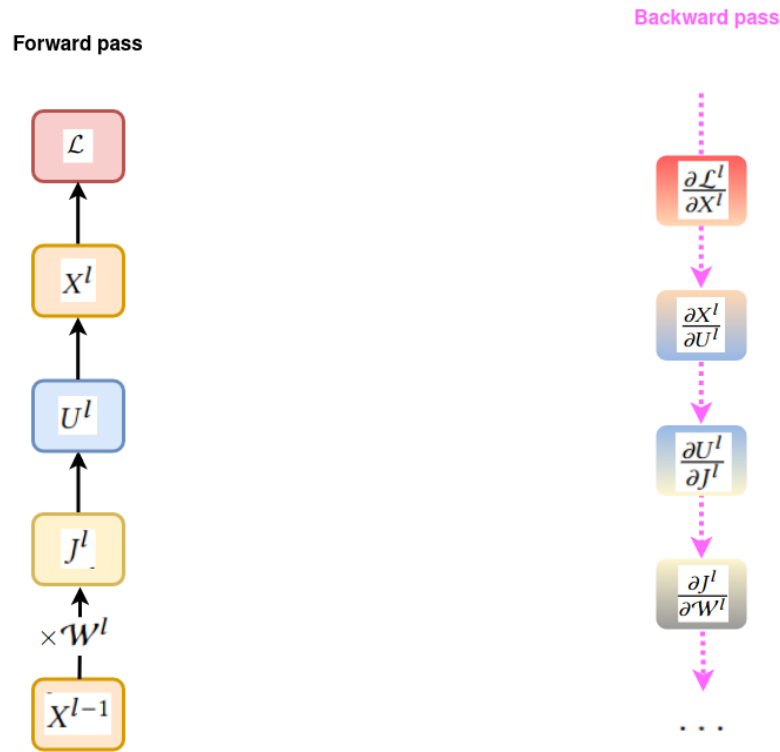 Backward pass
Forward pass
ℒ
∂ℒ^l
∂X^l
X^l
∂X^l
∂U^l
U^l
∂U^l
∂J^l
J^l
∂J^l
∂𝒲^l
×𝒲^l
X^{l−1}
...